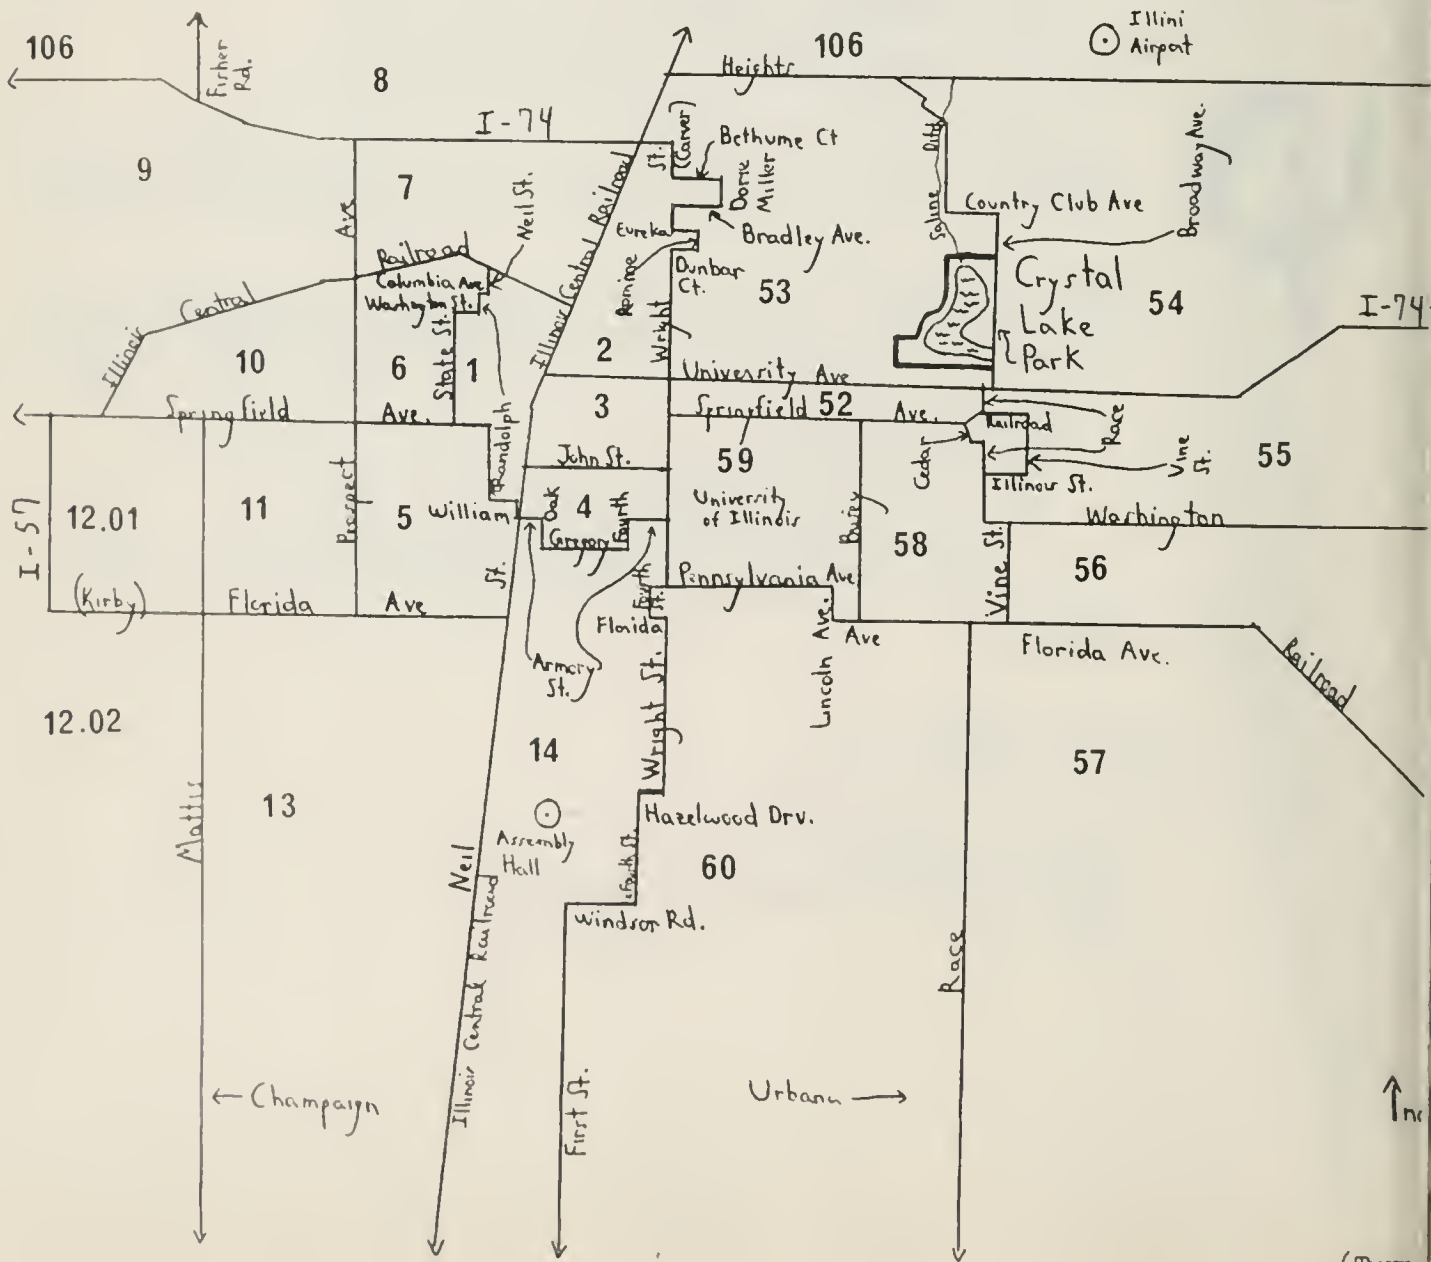 106
Fisher
Rd.
8
106
Illini
Airport
Heights
I-74
9
7
Ave
Neil St.
St. (Carver)
Bethume Ct
Dorie
Miller
Bradley Ave.
Eureka
Romine
Dunbar
Ct.
53
Saline Ditch
Country Club Ave
Broadway Ave.
Crystal
Lake
Park
54
I-74
Illinois Central Railroad
Columbia Ave
Washington St.
Illinois Central Railroad
10
6
State St.
1
2
Wright
University Ave
Springfield Ave.
3
Springfield Ave.
52
Railroad
Race
Randolph
John St.
59
Cedar
Vine
St.
55
Illinois St.
I-57
12.01
11
Prospect
5
William
Oak
4
Fourth
Gregory
University
of Illinois
Busey
58
Washington
Vine St.
56
(Kirby)
Florida Ave
St.
Fourth
St.
Pennsylvania Ave.
Florida
Lincoln Ave.
Ave
Florida Ave.
Railroad
Armory
St.
12.02
Mattis
13
14
Wright St.
57
Assembly
Hall
Hazelwood Drv.
Neil
Fourth St.
60
Windsor Rd.
Illinois Central Railroad
Race
First St.
← Champaign
Urbana →